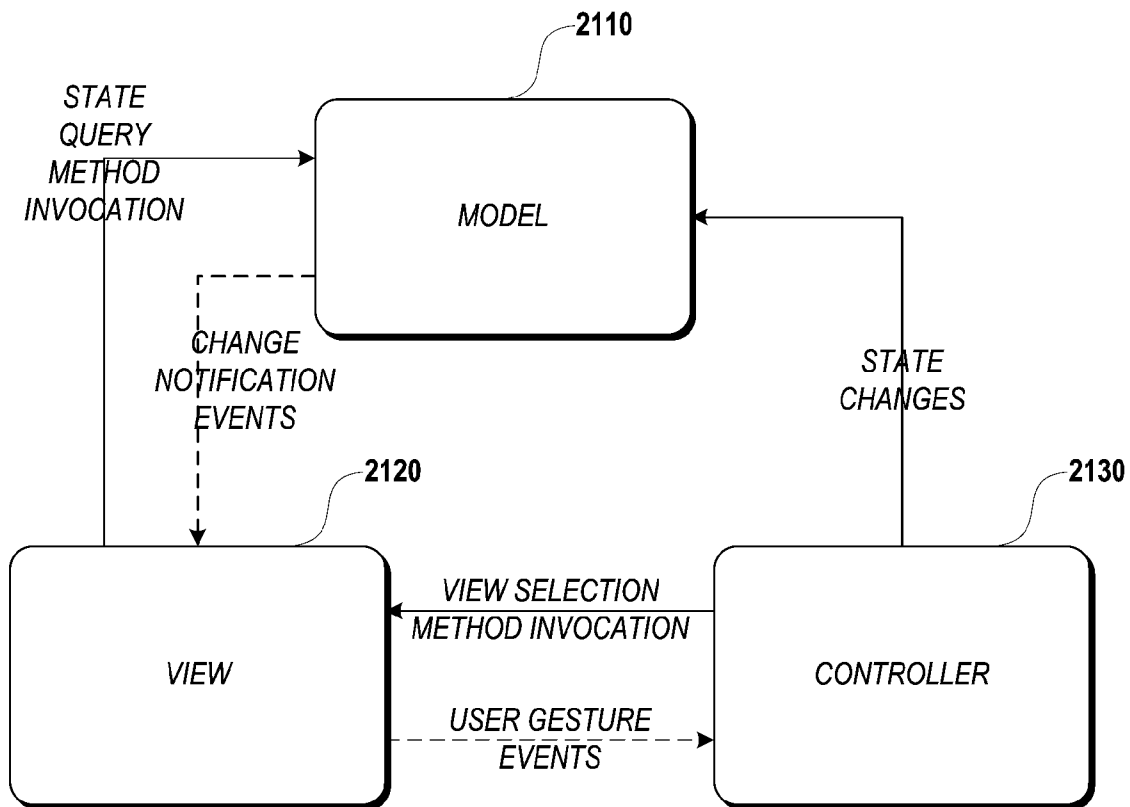 2110
STATE
QUERY
METHOD
INVOCATION
MODEL
CHANGE
NOTIFICATION
EVENTS
STATE
CHANGES
2120
2130
VIEW SELECTION
METHOD INVOCATION
VIEW
CONTROLLER
USER GESTURE
EVENTS